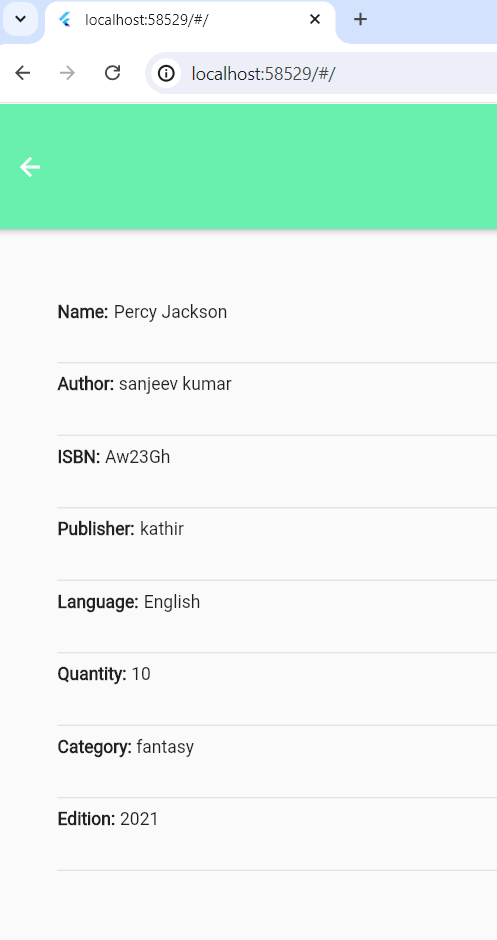 localhost:58529/#/
localhost:58529/#/
Name: Percy Jackson
Author: sanjeev kumar
ISBN: Aw23Gh
Publisher: kathir
Language: English
Quantity: 10
Category: fantasy
Edition: 2021